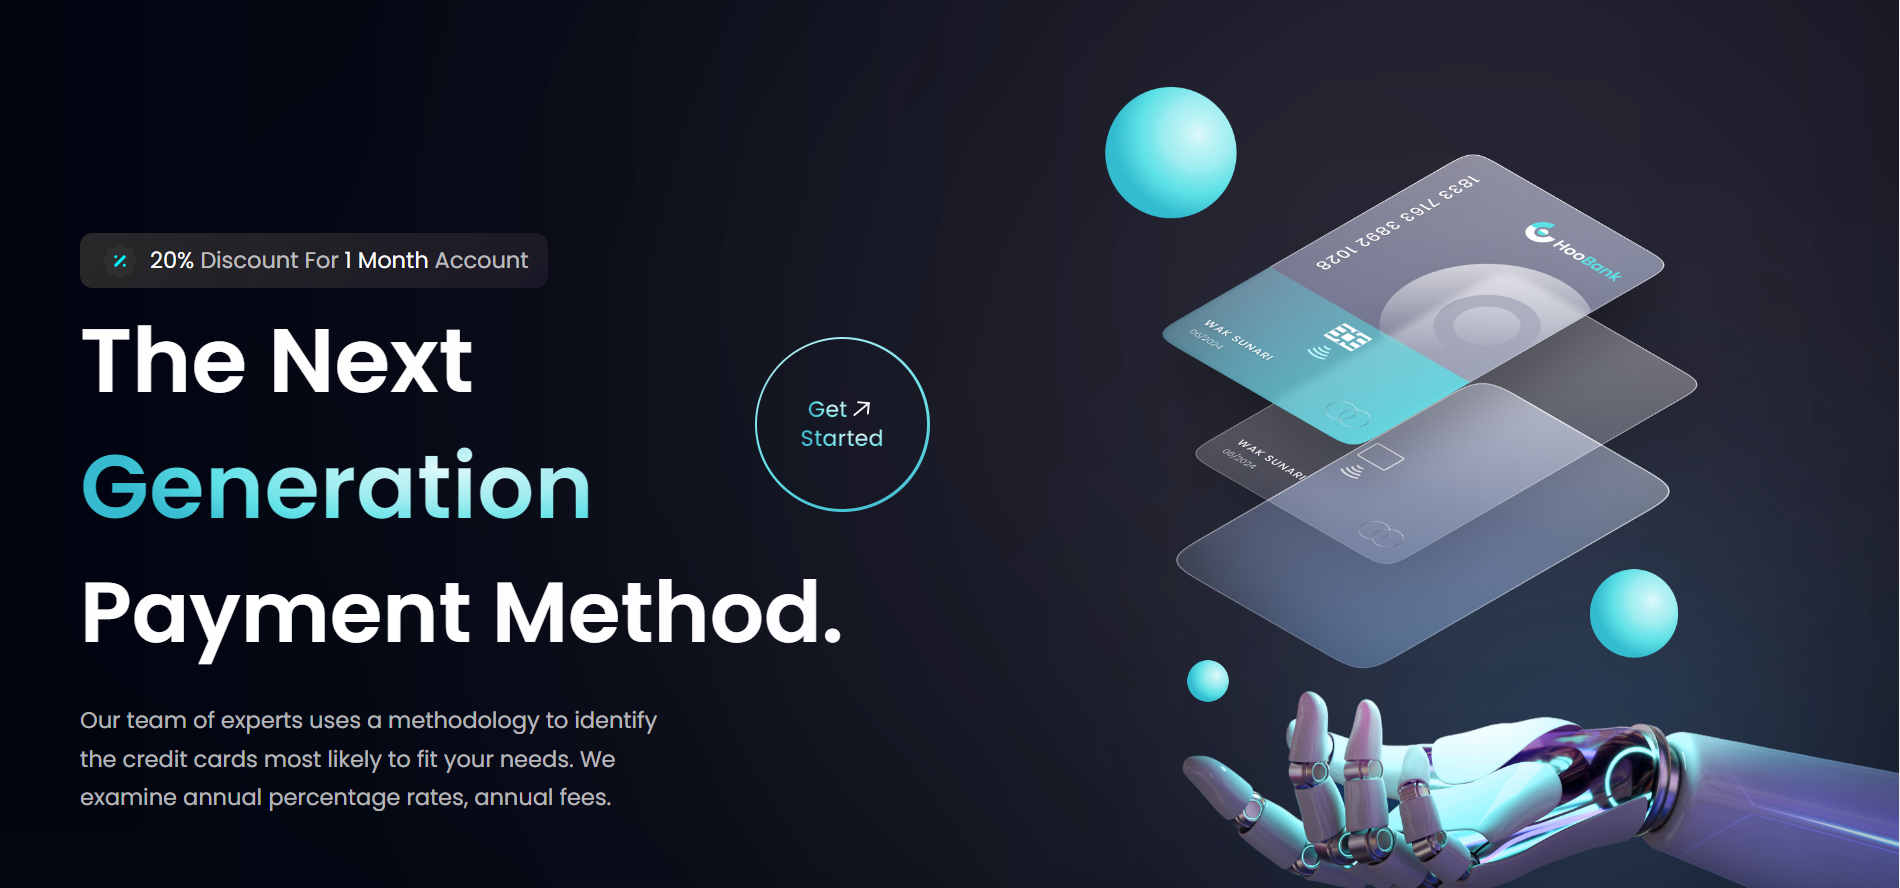 20% Discount For 1 Month Account
The Next
Generation
Payment Method.
Get
Started
Our team of experts uses a methodology to identify
the credit cards most likely to fit your needs. We
examine annual percentage rates, annual fees.
1833 7163 3892 1028
HooBank
WAK SUNARI
06/2024
WAK SUNARI
06/2024